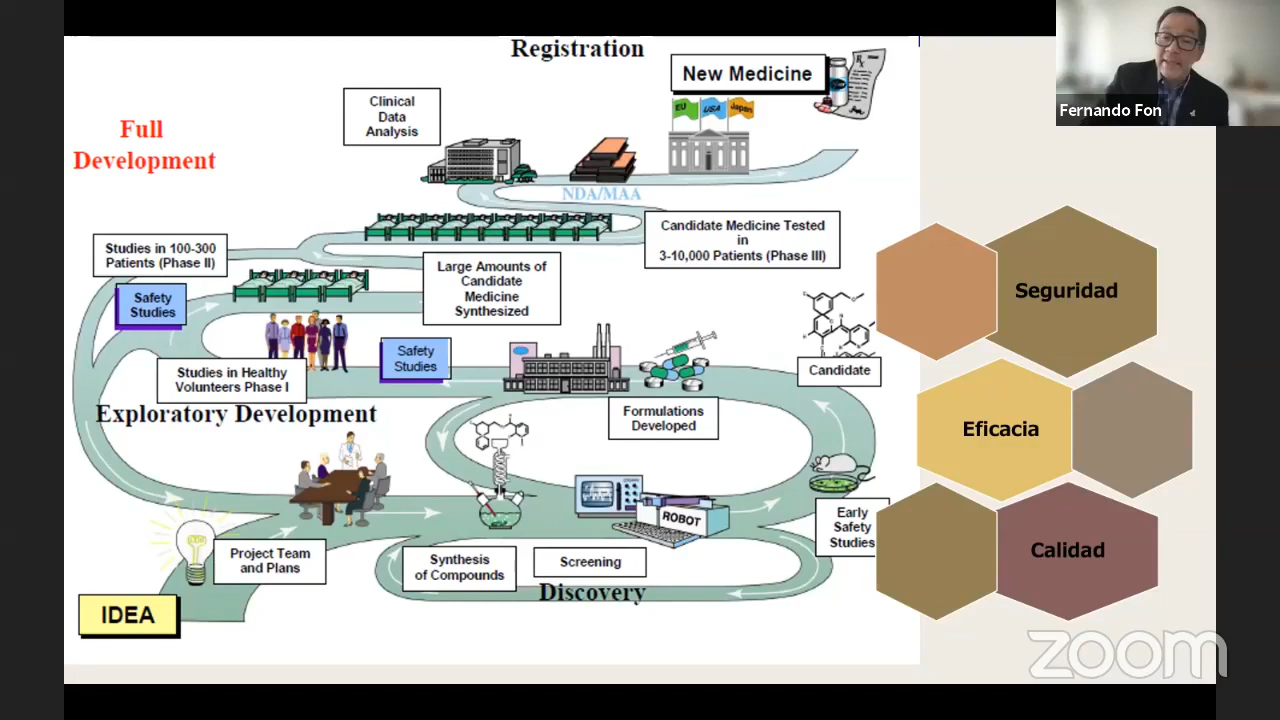 Registration
New Medicine
Clinical
Data
Analysis
Full
Development
EU
USA
Japan
NDA/MAA
Candidate Medicine Tested
in
3-10,000 Patients (Phase III)
Studies in 100-300
Patients (Phase II)
Large Amounts of
Candidate
Medicine
Synthesized
Safety
Studies
Safety
Studies
Studies in Healthy
Volunteers Phase I
Candidate
Formulations
Developed
Exploratory Development
ROBOT
Early
Safety
Studies
Project Team
and Plans
Synthesis
of Compounds
Screening
Discovery
IDEA
Fernando Fon
Seguridad
Eficacia
Calidad
zoom